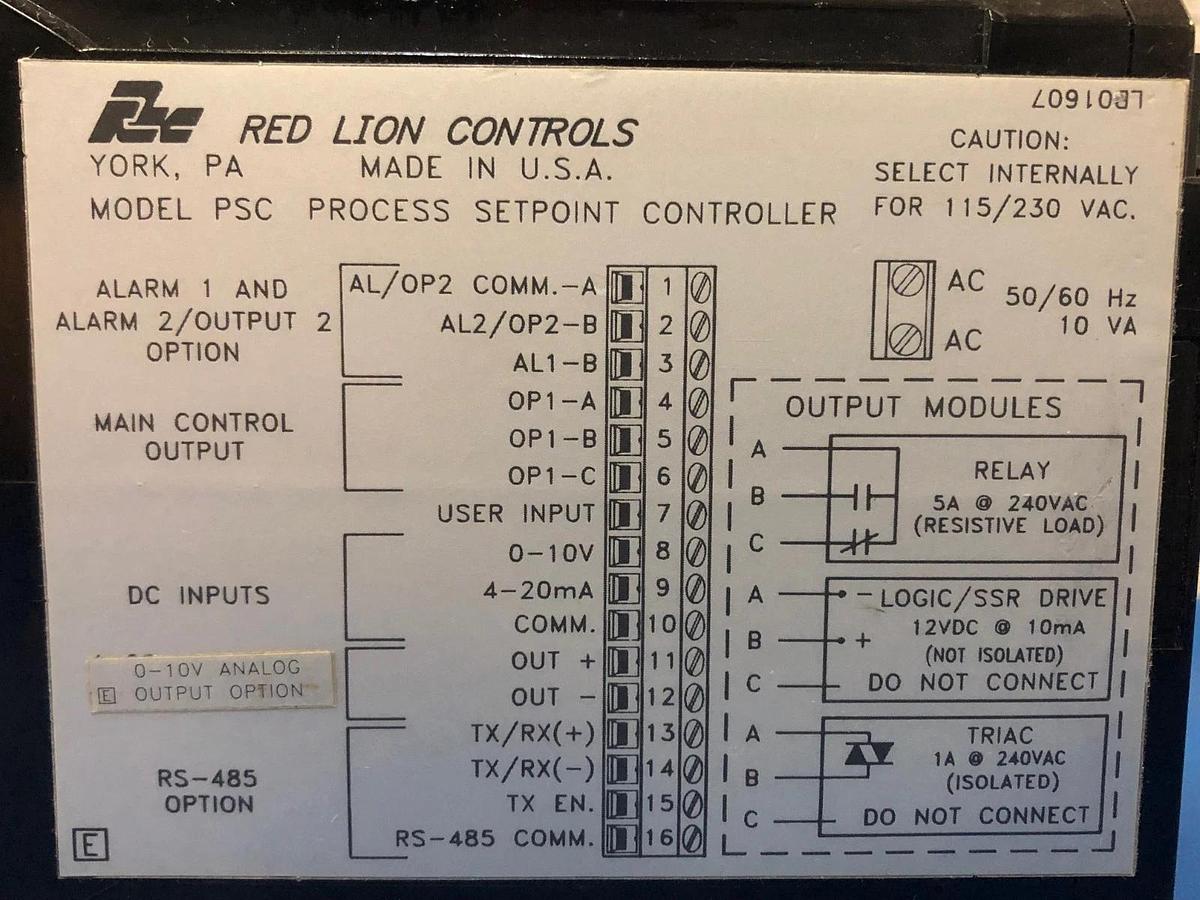 Rlc RED LION CONTROLS
YORK, PA MADE IN U.S.A.
MODEL PSC PROCESS SETPOINT CONTROLLER
CAUTION:
SELECT INTERNALLY
FOR 115/230 VAC.
ALARM 1 AND
ALARM 2/OUTPUT 2
OPTION
MAIN CONTROL
OUTPUT
DC INPUTS
0-10V ANALOG
E OUTPUT OPTION
RS-485
OPTION
E
AL/OP2 COMM.-A 1
AL2/OP2-B 2
AL1-B 3
OP1-A 4
OP1-B 5
OP1-C 6
USER INPUT 7
0-10V 8
4-20mA 9
COMM. 10
OUT + 11
OUT - 12
TX/RX(+) 13
TX/RX(-) 14
TX EN. 15
RS-485 COMM. 16
AC
AC
50/60 Hz
10 VA
OUTPUT MODULES
A
B
C
RELAY
5A @ 240VAC
(RESISTIVE LOAD)
A - LOGIC/SSR DRIVE
12VDC @ 10mA
B +
(NOT ISOLATED)
C DO NOT CONNECT
A
TRIAC
1A @ 240VAC
B
(ISOLATED)
C DO NOT CONNECT